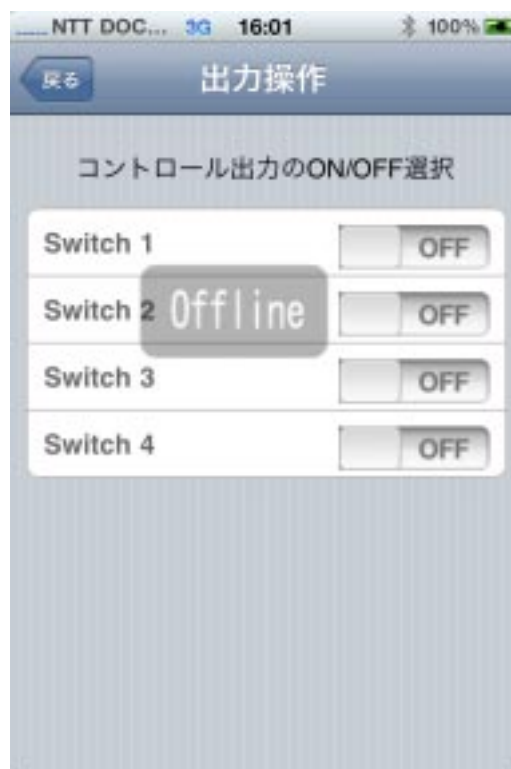 NTT DOC... 3G 16:01 100%
戻る 出力操作
コントロール出力のON/OFF選択
Switch 1 OFF
Switch 2 OFF
Offline
Switch 3 OFF
Switch 4 OFF